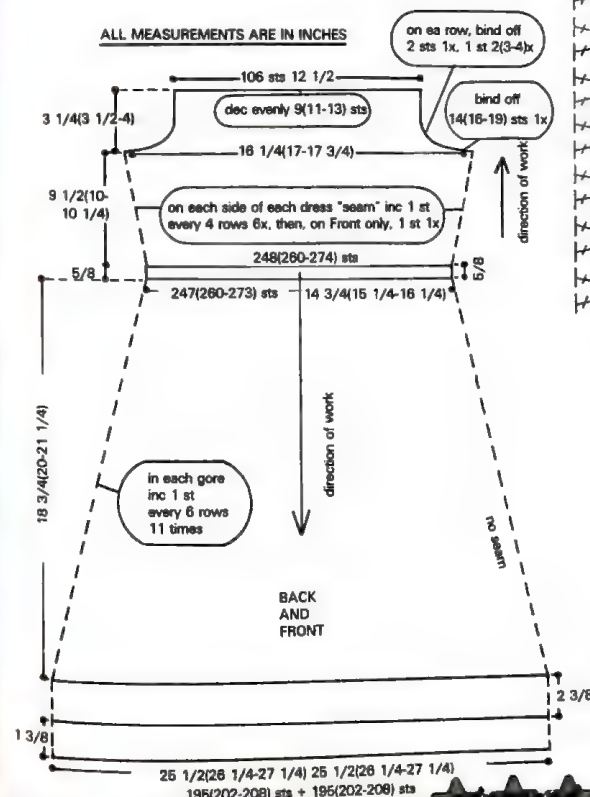 ALL MEASUREMENTS ARE IN INCHES
on ea row, bind off
2 sts 1x, 1 st 2(3-4)x
106 sts 12 1/2
dec evenly 9(11-13) sts
bind off
14(16-19) sts 1x
3 1/4(3 1/2-4)
16 1/4(17-17 3/4)
direction of work
9 1/2(10-
10 1/4)
on each side of each dress "seam" inc 1 st
every 4 rows 6x, then, on Front only, 1 st 1x
248(260-274) sts
5/8
5/8
247(260-273) sts
14 3/4(15 1/4-16 1/4)
18 3/4(20-21 1/4)
direction of work
in each gore
inc 1 st
every 6 rows
11 times
no seam
BACK
AND
FRONT
2 3/8
1 3/8
25 1/2(26 1/4-27 1/4) 25 1/2(26 1/4-27 1/4)
195(202-208) sts + 195(202-208) sts